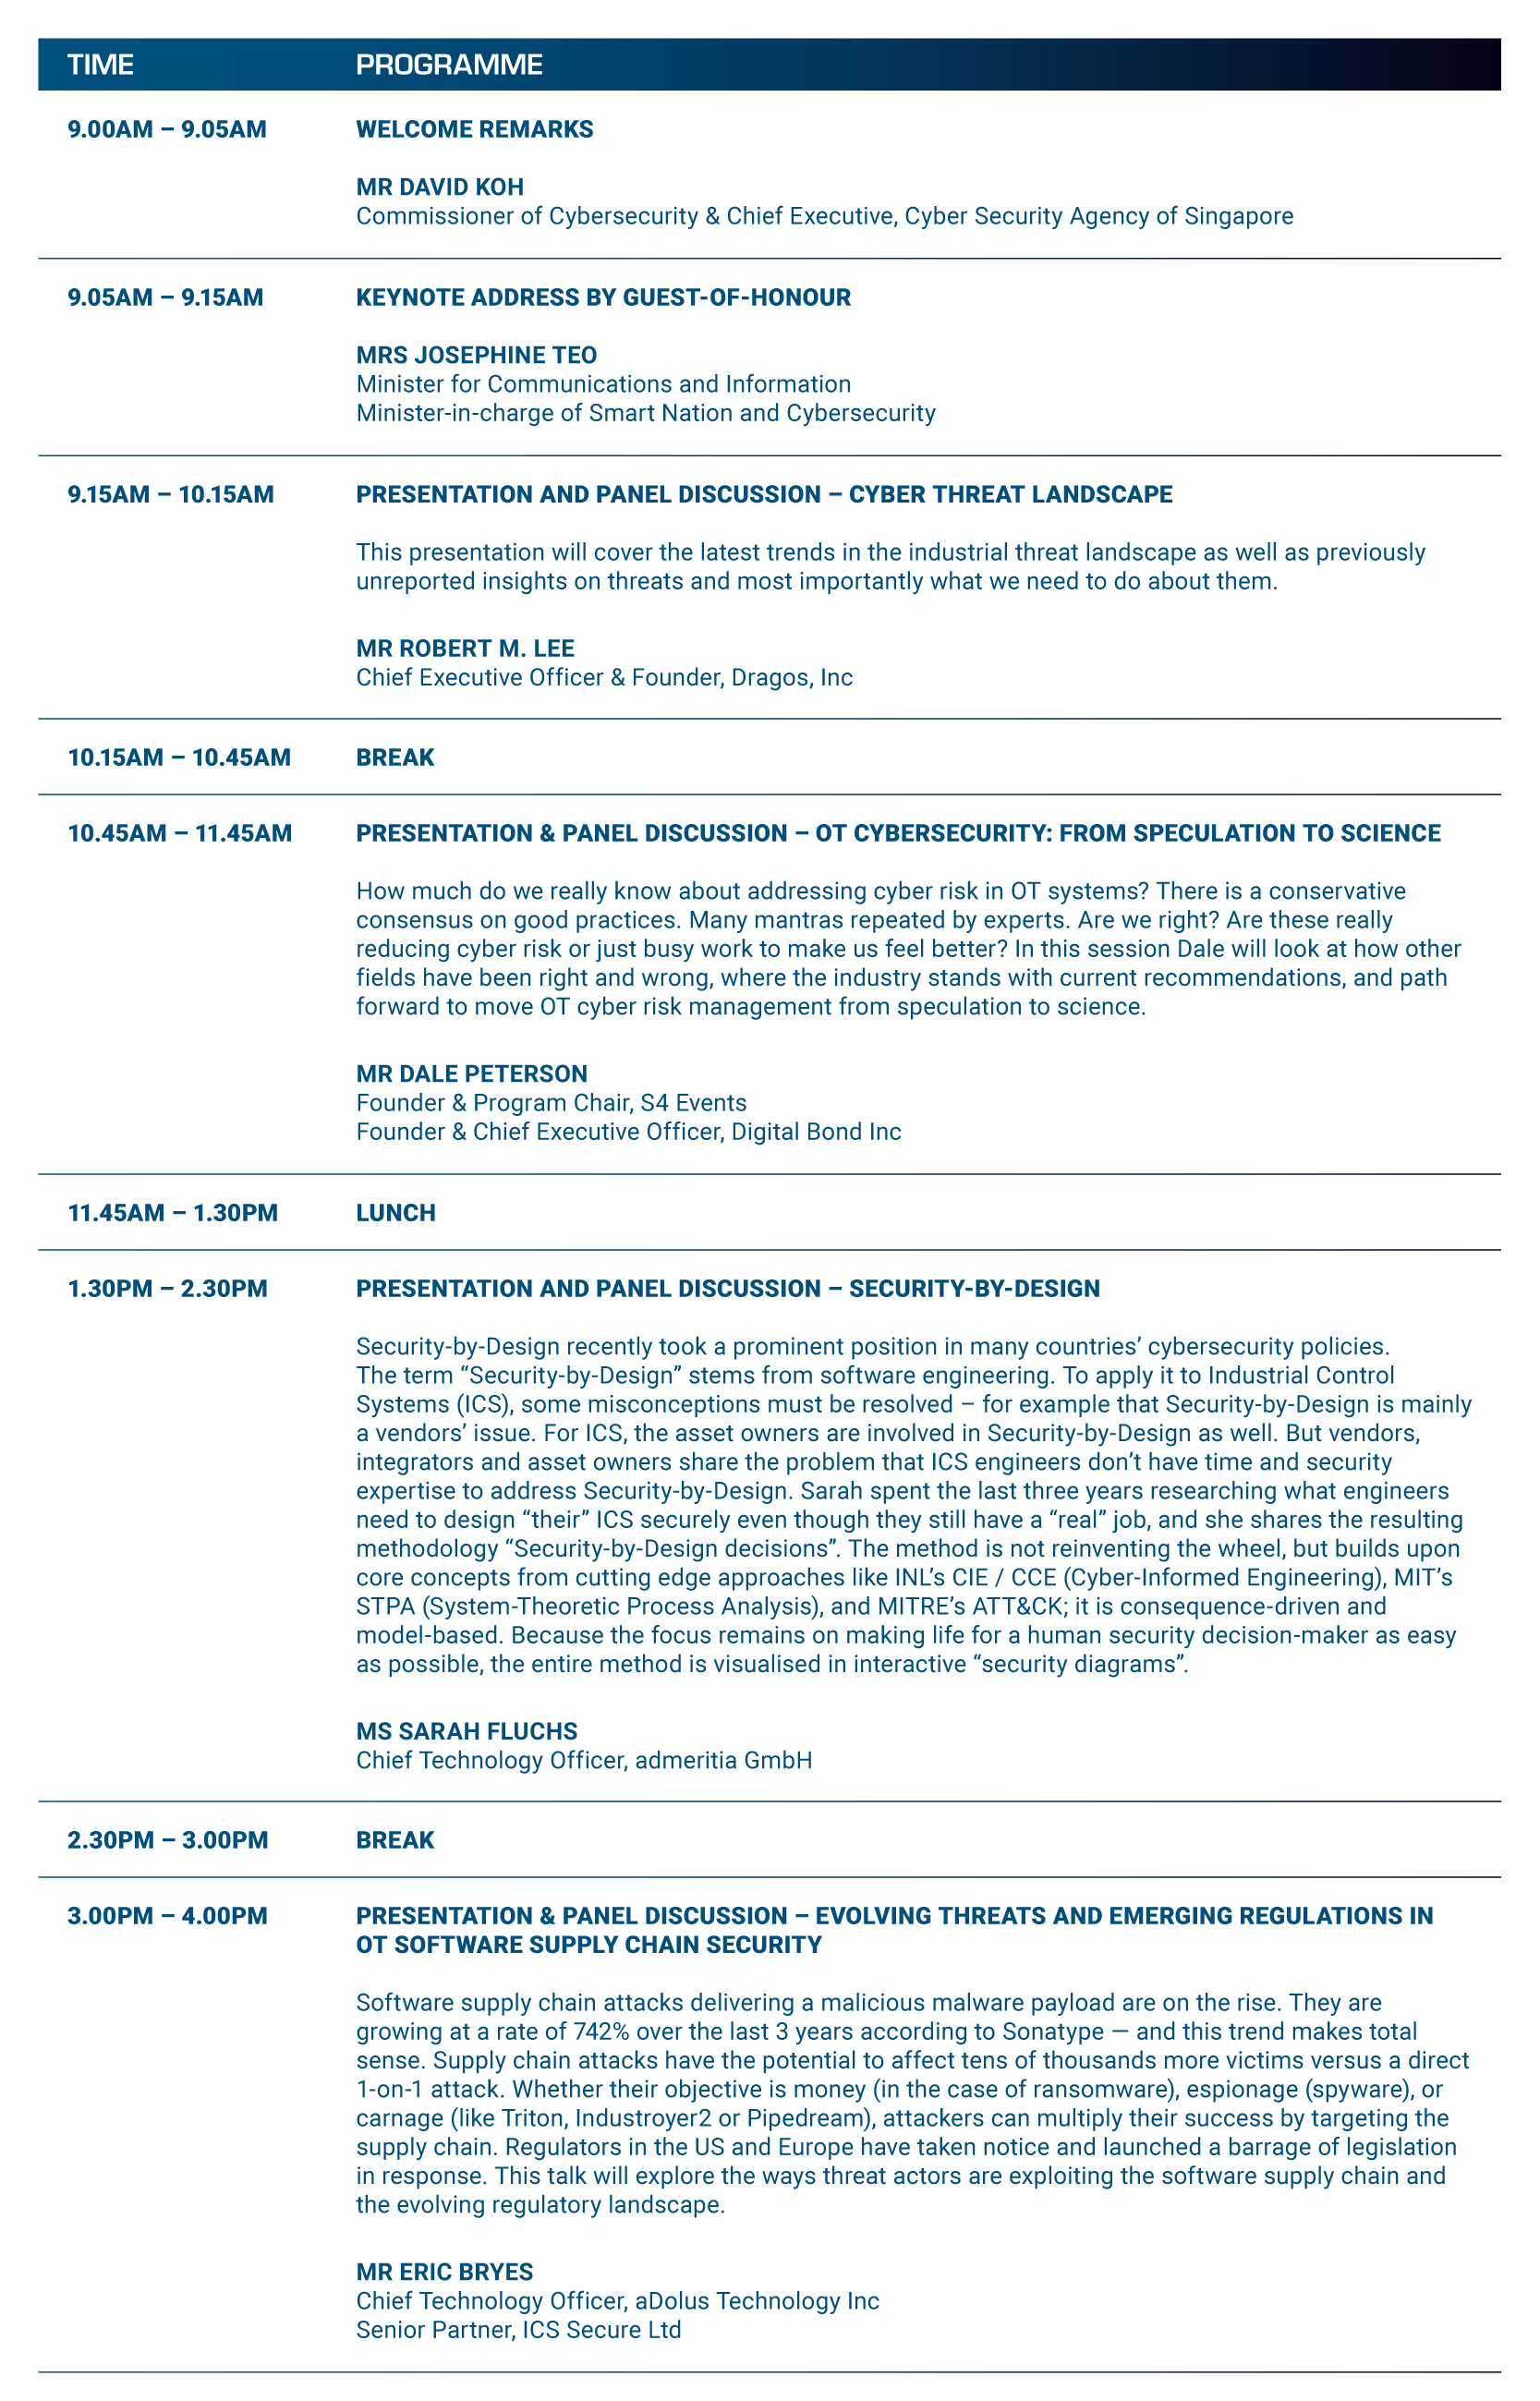 TIME PROGRAMME
9.00AM – 9.05AM WELCOME REMARKS
MR DAVID KOH
Commissioner of Cybersecurity & Chief Executive, Cyber Security Agency of Singapore
9.05AM – 9.15AM KEYNOTE ADDRESS BY GUEST-OF-HONOUR
MRS JOSEPHINE TEO
Minister for Communications and Information
Minister-in-charge of Smart Nation and Cybersecurity
9.15AM – 10.15AM PRESENTATION AND PANEL DISCUSSION – CYBER THREAT LANDSCAPE
This presentation will cover the latest trends in the industrial threat landscape as well as previously
unreported insights on threats and most importantly what we need to do about them.
MR ROBERT M. LEE
Chief Executive Officer & Founder, Dragos, Inc
10.15AM – 10.45AM BREAK
10.45AM – 11.45AM PRESENTATION & PANEL DISCUSSION – OT CYBERSECURITY: FROM SPECULATION TO SCIENCE
How much do we really know about addressing cyber risk in OT systems? There is a conservative
consensus on good practices. Many mantras repeated by experts. Are we right? Are these really
reducing cyber risk or just busy work to make us feel better? In this session Dale will look at how other
fields have been right and wrong, where the industry stands with current recommendations, and path
forward to move OT cyber risk management from speculation to science.
MR DALE PETERSON
Founder & Program Chair, S4 Events
Founder & Chief Executive Officer, Digital Bond Inc
11.45AM – 1.30PM LUNCH
1.30PM – 2.30PM PRESENTATION AND PANEL DISCUSSION – SECURITY-BY-DESIGN
Security-by-Design recently took a prominent position in many countries’ cybersecurity policies.
The term “Security-by-Design” stems from software engineering. To apply it to Industrial Control
Systems (ICS), some misconceptions must be resolved – for example that Security-by-Design is mainly
a vendors’ issue. For ICS, the asset owners are involved in Security-by-Design as well. But vendors,
integrators and asset owners share the problem that ICS engineers don’t have time and security
expertise to address Security-by-Design. Sarah spent the last three years researching what engineers
need to design “their” ICS securely even though they still have a “real” job, and she shares the resulting
methodology “Security-by-Design decisions”. The method is not reinventing the wheel, but builds upon
core concepts from cutting edge approaches like INL’s CIE / CCE (Cyber-Informed Engineering), MIT’s
STPA (System-Theoretic Process Analysis), and MITRE’s ATT&CK; it is consequence-driven and
model-based. Because the focus remains on making life for a human security decision-maker as easy
as possible, the entire method is visualised in interactive “security diagrams”.
MS SARAH FLUCHS
Chief Technology Officer, admeritia GmbH
2.30PM – 3.00PM BREAK
3.00PM – 4.00PM PRESENTATION & PANEL DISCUSSION – EVOLVING THREATS AND EMERGING REGULATIONS IN
OT SOFTWARE SUPPLY CHAIN SECURITY
Software supply chain attacks delivering a malicious malware payload are on the rise. They are
growing at a rate of 742% over the last 3 years according to Sonatype — and this trend makes total
sense. Supply chain attacks have the potential to affect tens of thousands more victims versus a direct
1-on-1 attack. Whether their objective is money (in the case of ransomware), espionage (spyware), or
carnage (like Triton, Industroyer2 or Pipedream), attackers can multiply their success by targeting the
supply chain. Regulators in the US and Europe have taken notice and launched a barrage of legislation
in response. This talk will explore the ways threat actors are exploiting the software supply chain and
the evolving regulatory landscape.
MR ERIC BRYES
Chief Technology Officer, aDolus Technology Inc
Senior Partner, ICS Secure Ltd